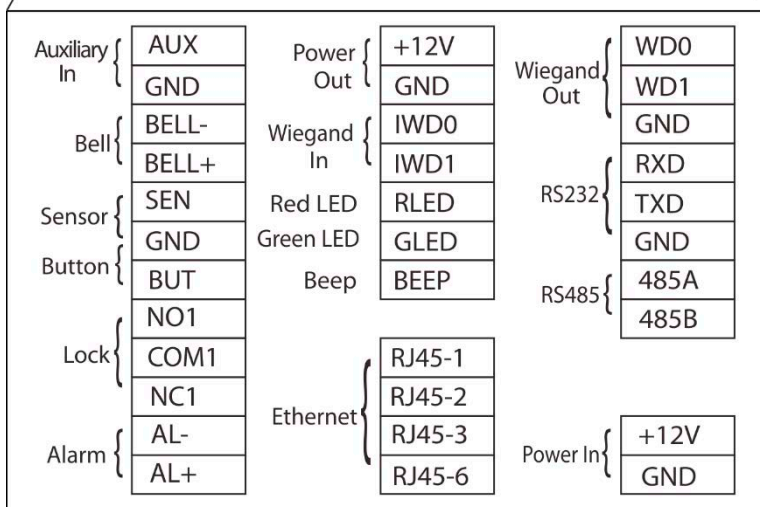 Auxiliary
In
AUX
GND
Bell
BELL-
BELL+
Sensor
SEN
GND
Button
BUT
Lock
NO1
COM1
NC1
Alarm
AL-
AL+
Power
Out
+12V
GND
Wiegand
In
IWD0
IWD1
Red LED
RLED
Green LED
GLED
Beep
BEEP
Ethernet
RJ45-1
RJ45-2
RJ45-3
RJ45-6
Wiegand
Out
WD0
WD1
GND
RS232
RXD
TXD
GND
RS485
485A
485B
Power In
+12V
GND